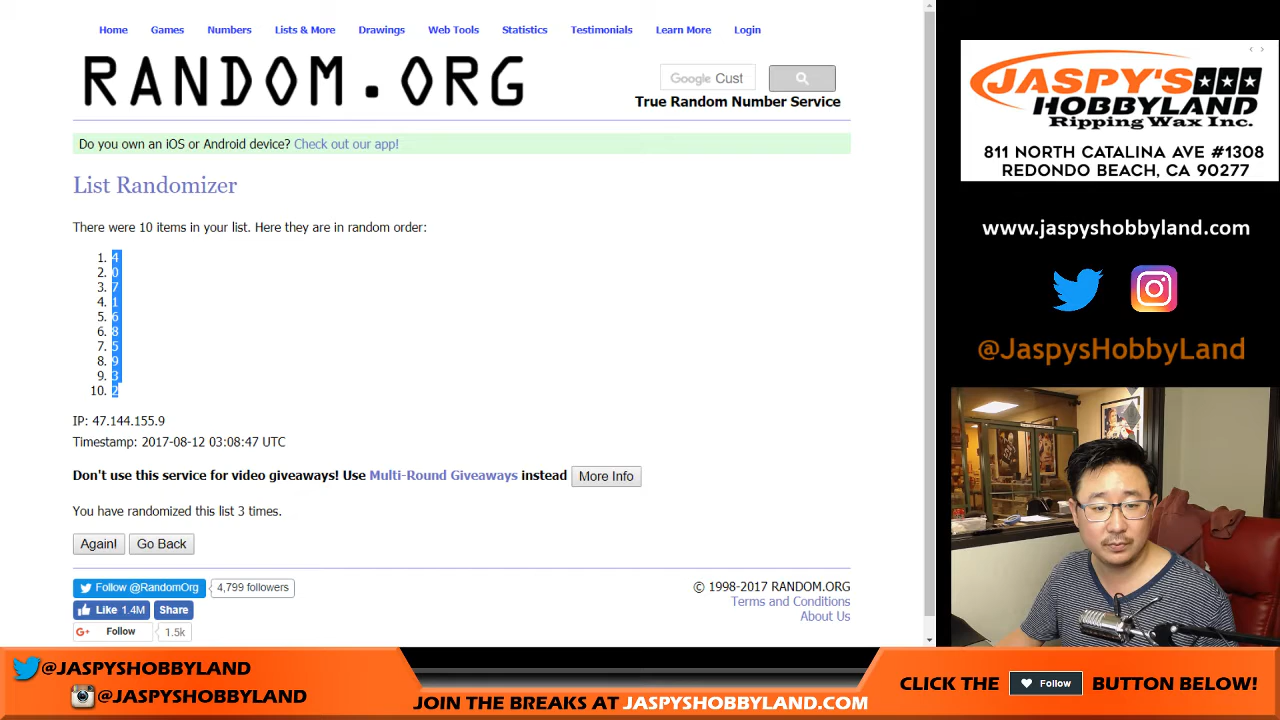 Home Games Numbers Lists & More Drawings Web Tools Statistics Testimonials Learn More Login
RANDOM.ORG
Google Cust
True Random Number Service
Do you own an iOS or Android device? Check out our app!
List Randomizer
There were 10 items in your list. Here they are in random order:
1. 4
2. 0
3. 7
4. 1
5. 6
6. 8
7. 5
8. 9
9. 3
10. 2
IP: 47.144.155.9
Timestamp: 2017-08-12 03:08:47 UTC
Don't use this service for video giveaways! Use Multi-Round Giveaways instead More Info
You have randomized this list 3 times.
Again! Go Back
Follow @RandomOrg 4,799 followers
Like 1.4M Share
G+ Follow 1.5k
© 1998-2017 RANDOM.ORG
Terms and Conditions
About Us
JASPY'S
HOBBYLAND
Ripping Wax Inc.
811 NORTH CATALINA AVE #1308
REDONDO BEACH, CA 90277
www.jaspyshobbyland.com
@JaspysHobbyLand
@JASPYSHOBBYLAND
@JASPYSHOBBYLAND
JOIN THE BREAKS AT JASPYSHOBBYLAND.COM
CLICK THE Follow BUTTON BELOW!